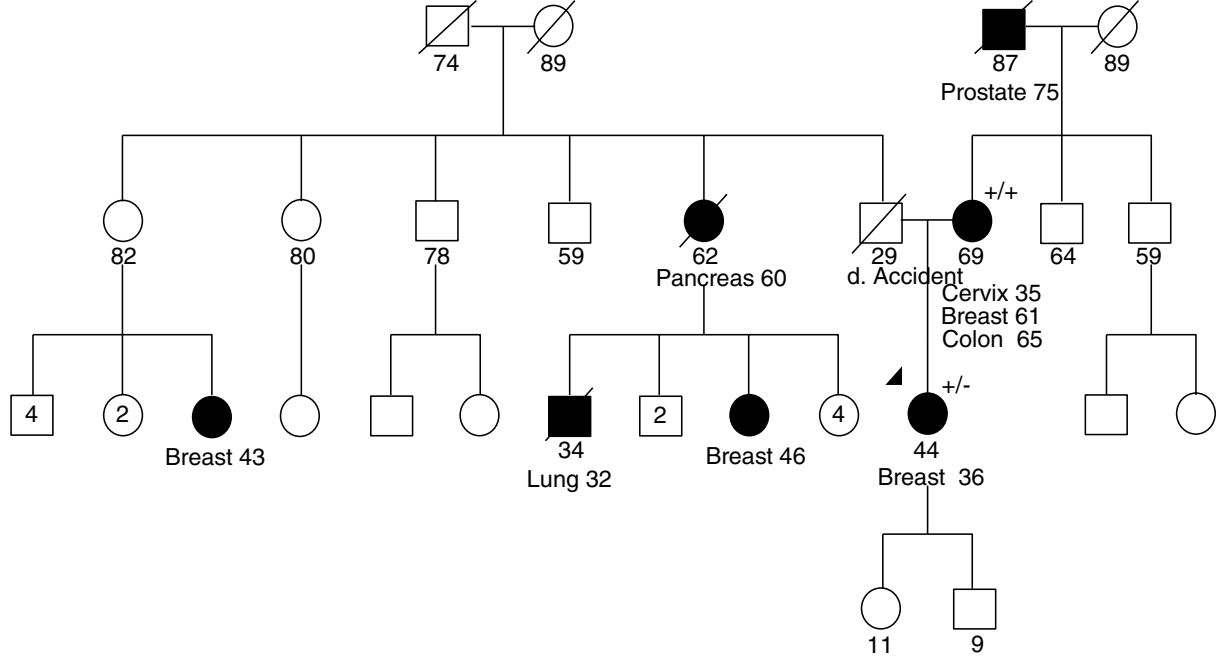 74 89 87 89
Prostate 75
+/+
82 80 78 59 62 29 69 64 59
Pancreas 60 d. Accident
Cervix 35
Breast 61
Colon 65
+/-
4 2 2 4
34 44
Breast 43 Breast 46
Lung 32 Breast 36
11 9